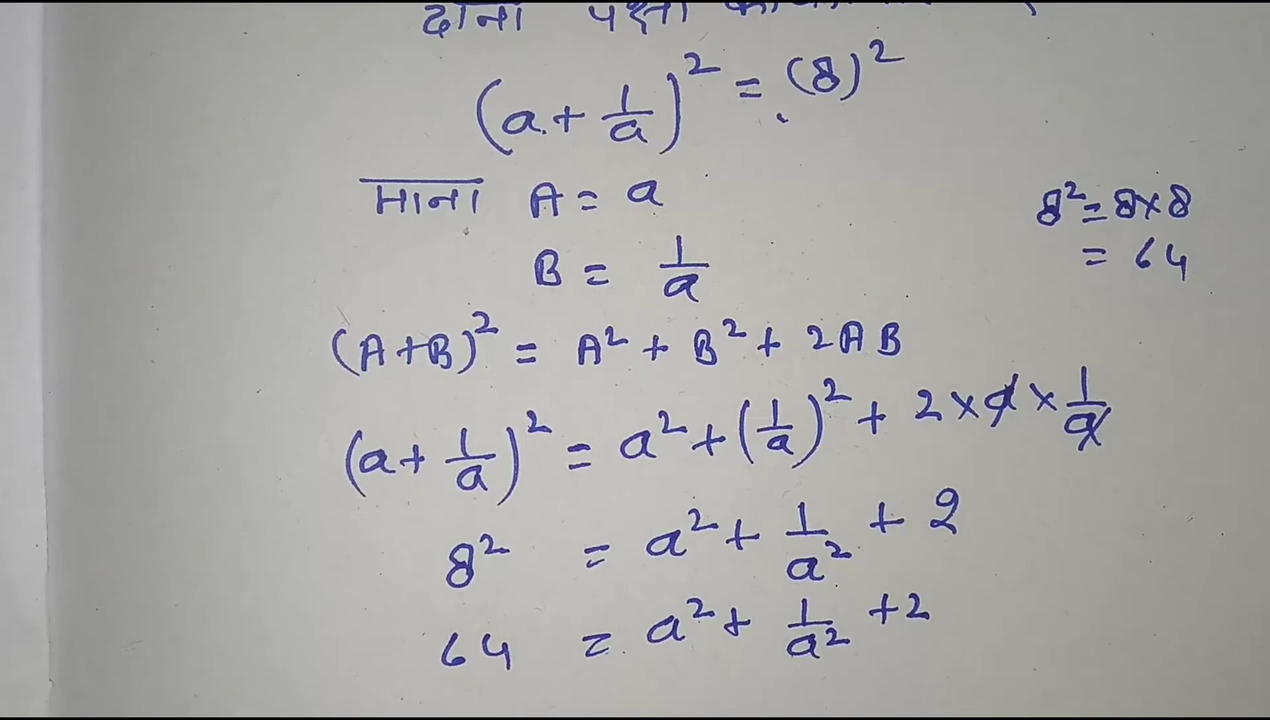 दोनो पक्षो का
(a + 1/a)² = (8)²
माना A = a
8² = 8×8
= 64
B = 1/a
(A+B)² = A² + B² + 2AB
(a + 1/a)² = a² + (1/a)² + 2 × a × 1/a
8² = a² + 1/a² + 2
64 = a² + 1/a² + 2